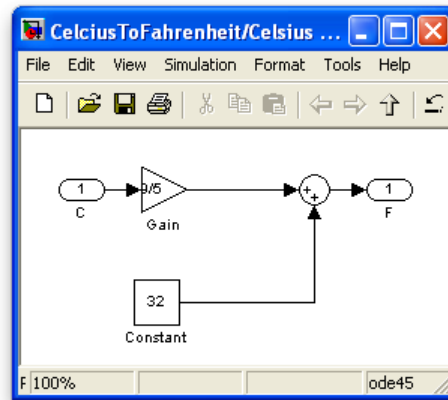 CelciusToFahrenheit/Celsius ...
File Edit View Simulation Format Tools Help
1
C
9/5
Gain
+
+
1
F
32
Constant
F 100%
ode45